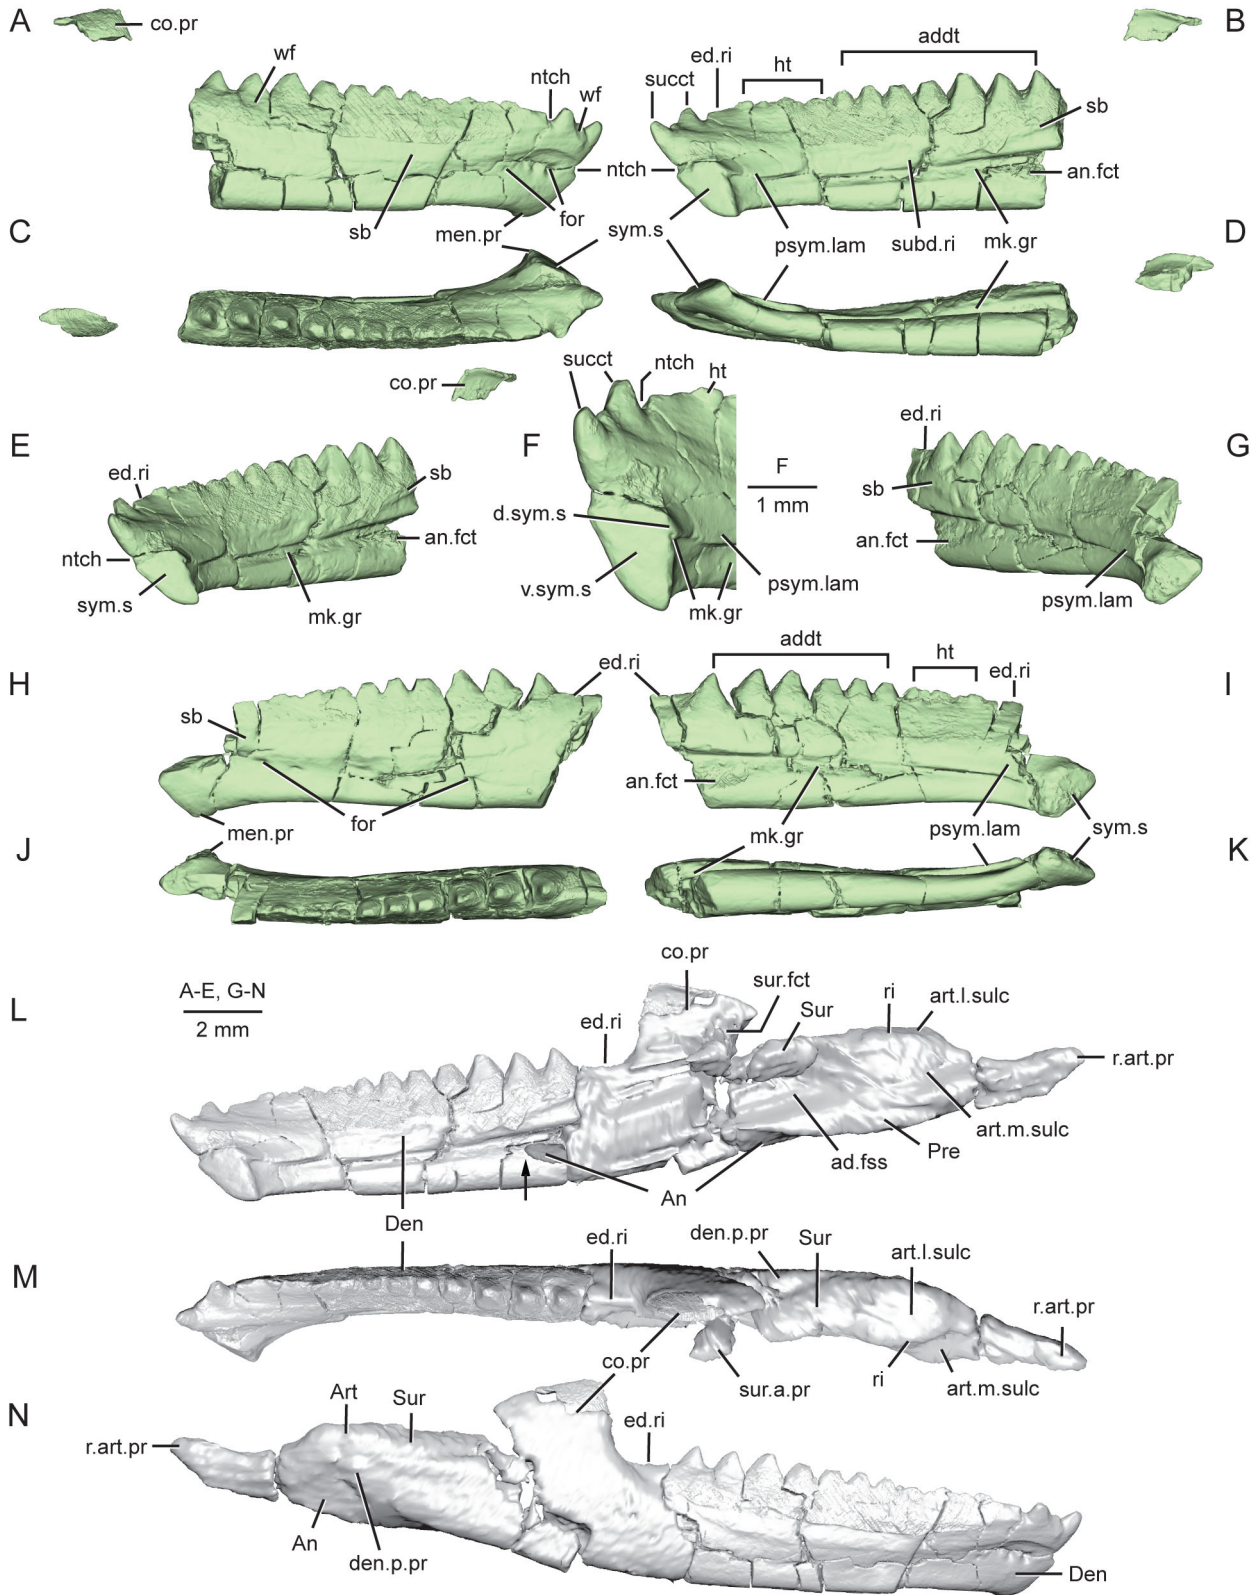 A
co.pr
B
wf
ntch
wf
succt
ed.ri
ht
addt
sb
an.fct
ntch
for
sb
men.pr
sym.s
psym.lam
subd.ri
mk.gr
C
D
co.pr
succt
ntch
ht
E
ed.ri
sb
an.fct
ntch
sym.s
mk.gr
F
F
1 mm
d.sym.s
v.sym.s
mk.gr
psym.lam
G
ed.ri
sb
an.fct
psym.lam
H
ed.ri
addt
ht
ed.ri
I
sb
an.fct
men.pr
for
mk.gr
psym.lam
sym.s
J
K
L
A-E, G-N
2 mm
co.pr
ed.ri
sur.fct
Sur
ri
art.l.sulc
r.art.pr
art.m.sulc
Pre
ad.fss
An
Den
M
ed.ri
den.p.pr
Sur
art.l.sulc
r.art.pr
co.pr
sur.a.pr
ri
art.m.sulc
N
Art
Sur
ed.ri
r.art.pr
An
den.p.pr
Den